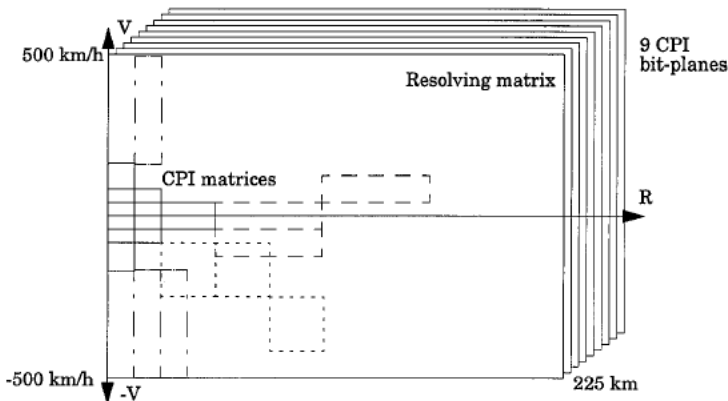 V
500 km/h
9 CPI
bit-planes
Resolving matrix
CPI matrices
R
-500 km/h
-V
225 km